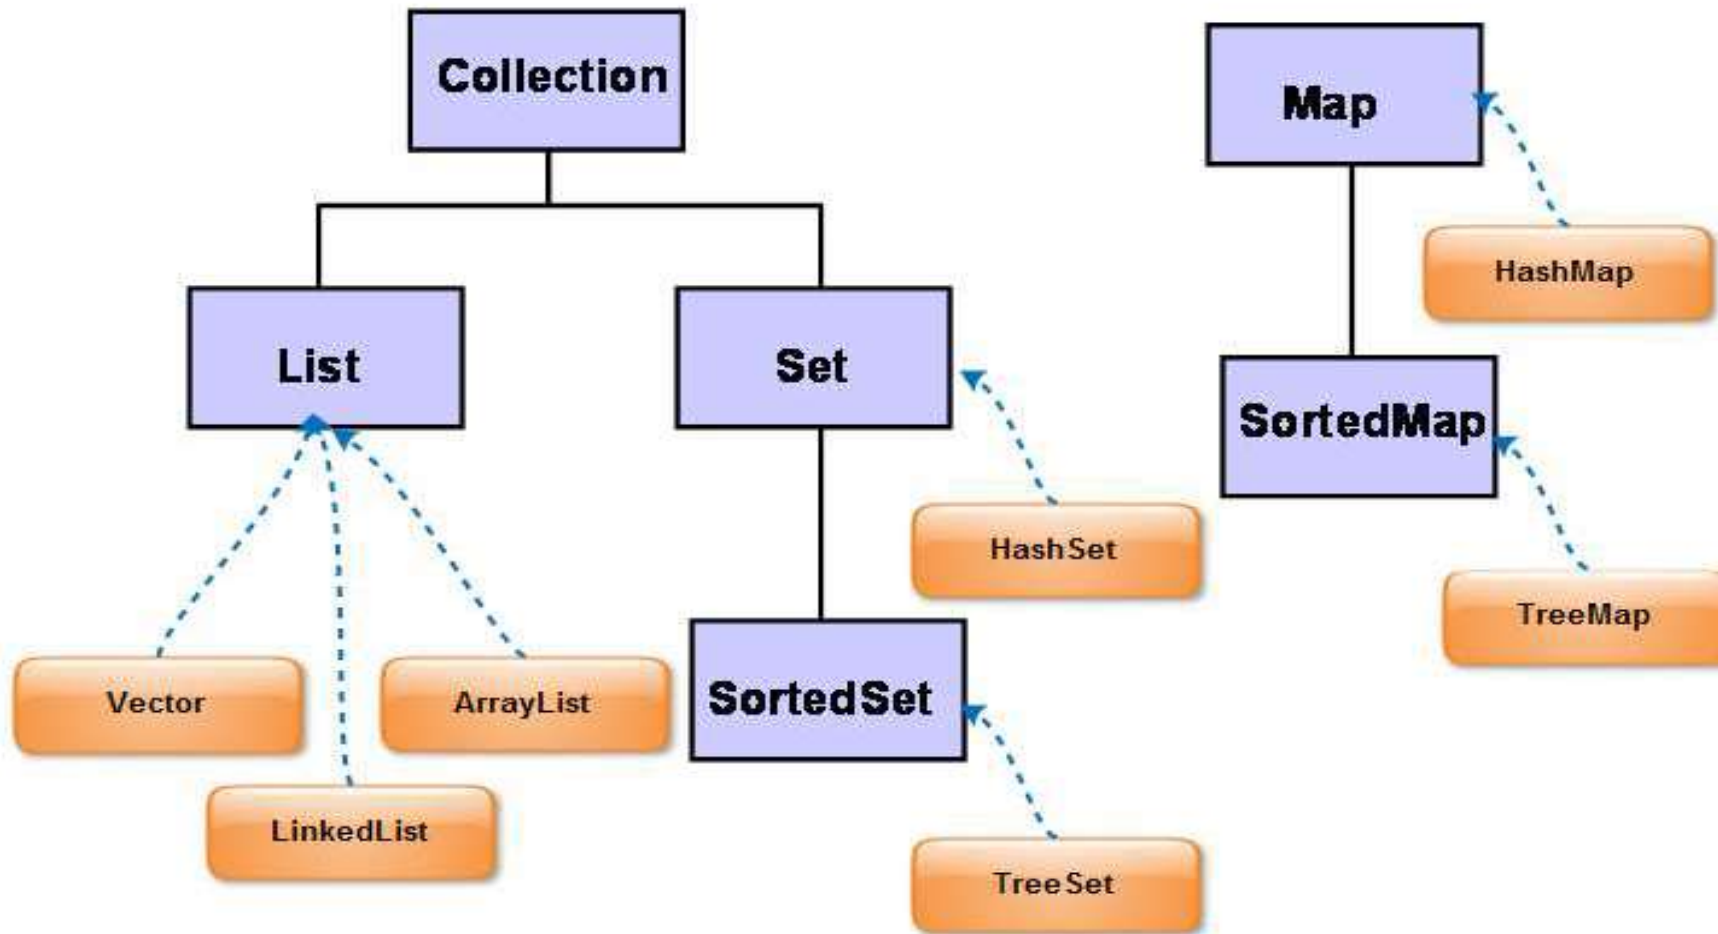 Collection
Map
HashMap
List
Set
SortedMap
HashSet
TreeMap
Vector
ArrayList
SortedSet
LinkedList
TreeSet